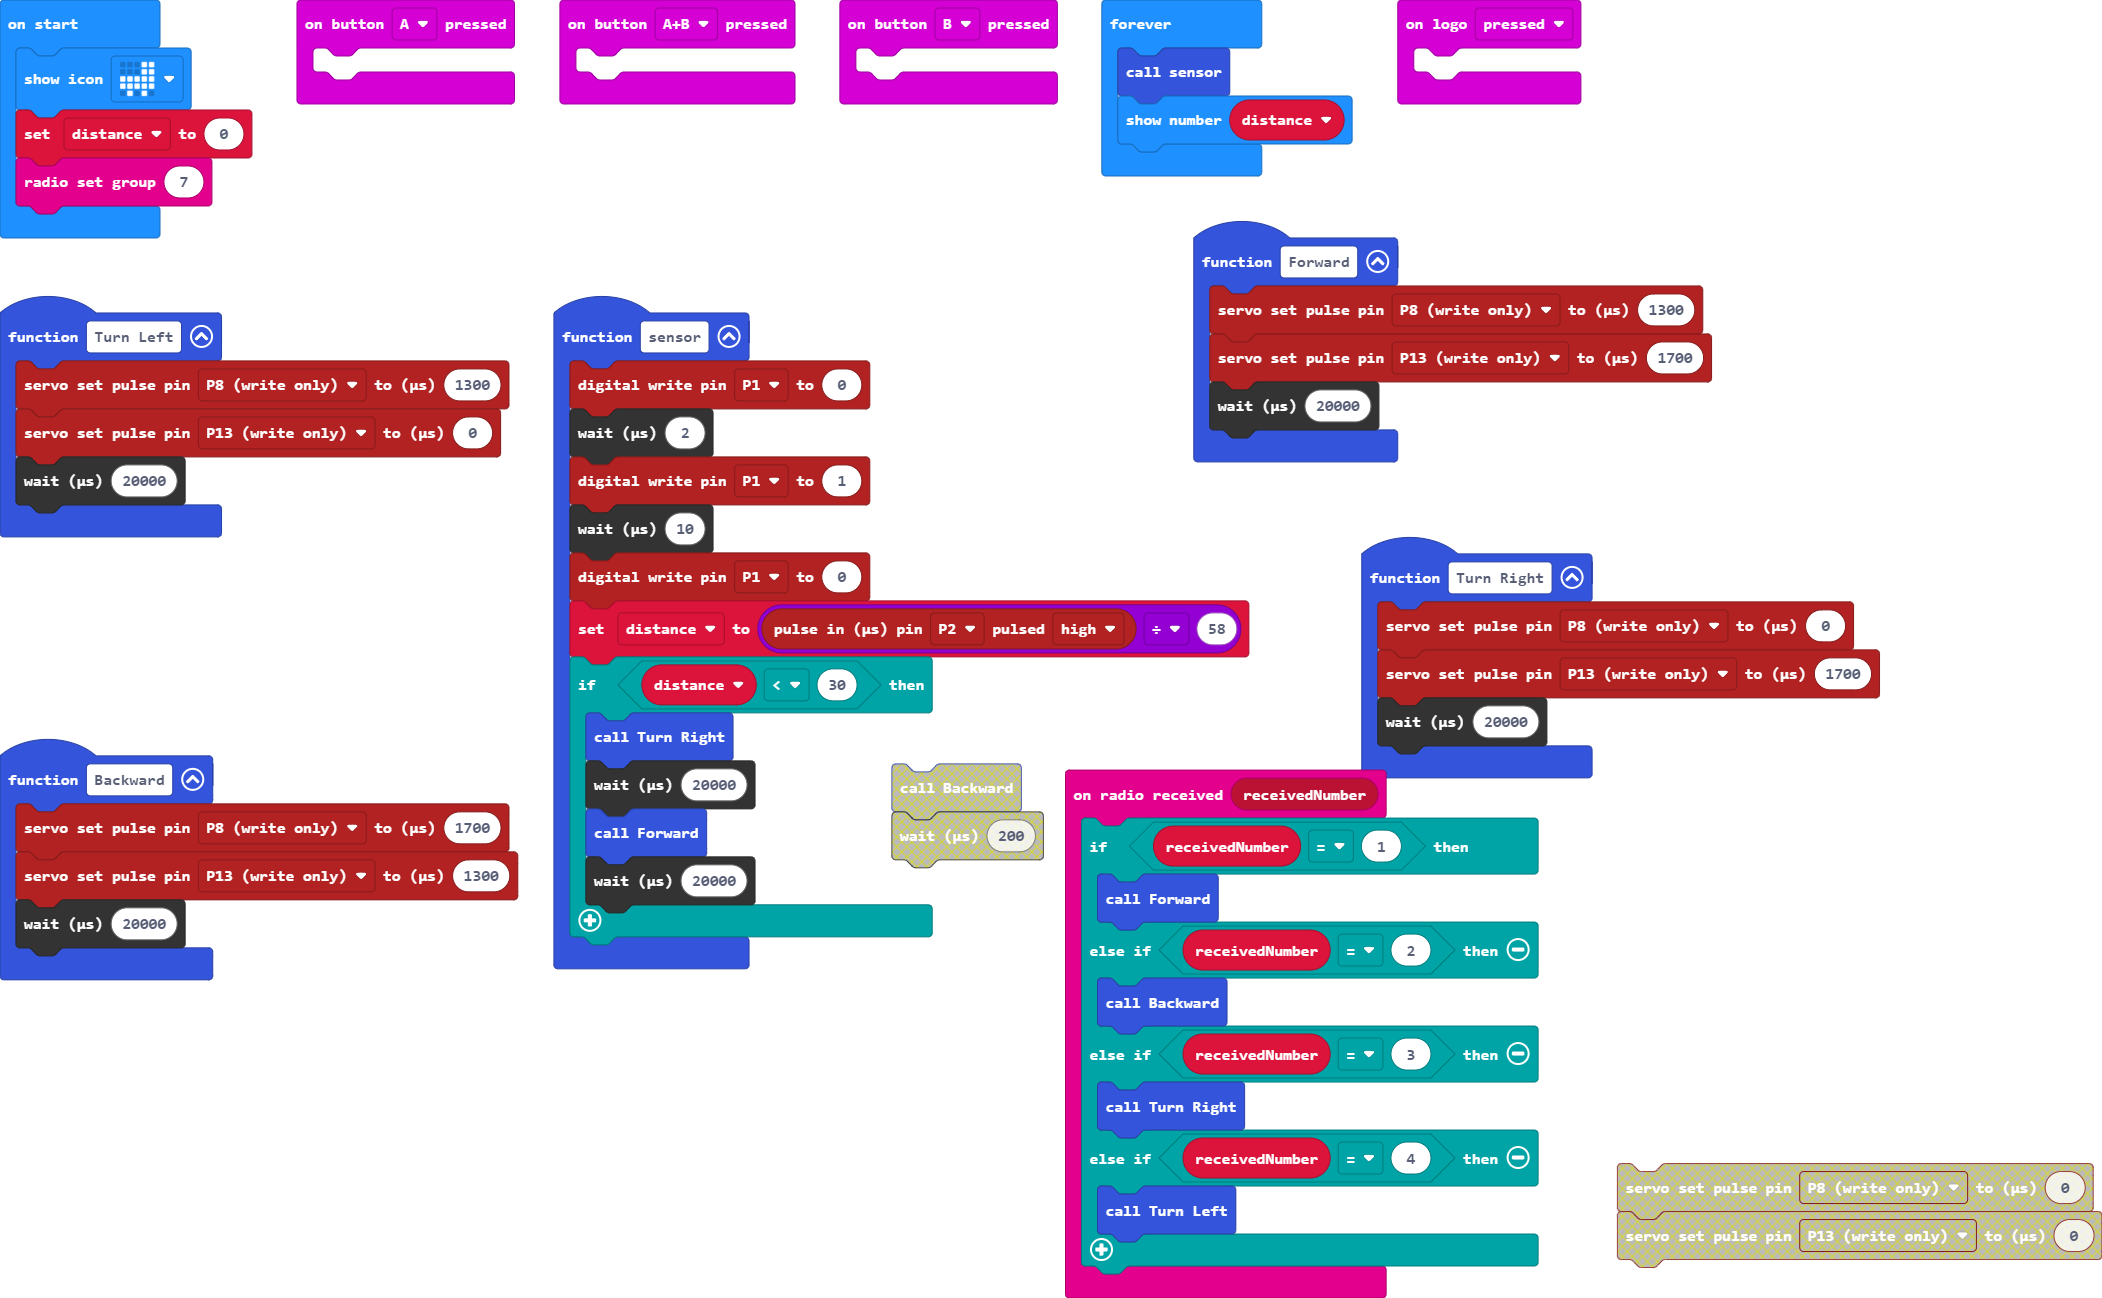 on start
show icon
set distance to 0
radio set group 7
on button A pressed
on button A+B pressed
on button B pressed
forever
call sensor
show number distance
on logo pressed
function Forward
servo set pulse pin P8 (write only) to (µs) 1300
servo set pulse pin P13 (write only) to (µs) 1700
wait (µs) 20000
function Turn Left
servo set pulse pin P8 (write only) to (µs) 1300
servo set pulse pin P13 (write only) to (µs) 0
wait (µs) 20000
function sensor
digital write pin P1 to 0
wait (µs) 2
digital write pin P1 to 1
wait (µs) 10
digital write pin P1 to 0
set distance to pulse in (µs) pin P2 pulsed high ÷ 58
if distance < 30 then
call Turn Right
wait (µs) 20000
call Forward
wait (µs) 20000
function Turn Right
servo set pulse pin P8 (write only) to (µs) 0
servo set pulse pin P13 (write only) to (µs) 1700
wait (µs) 20000
function Backward
servo set pulse pin P8 (write only) to (µs) 1700
servo set pulse pin P13 (write only) to (µs) 1300
wait (µs) 20000
call Backward
wait (µs) 200
on radio received receivedNumber
if receivedNumber = 1 then
call Forward
else if receivedNumber = 2 then
call Backward
else if receivedNumber = 3 then
call Turn Right
else if receivedNumber = 4 then
call Turn Left
servo set pulse pin P8 (write only) to (µs) 0
servo set pulse pin P13 (write only) to (µs) 0